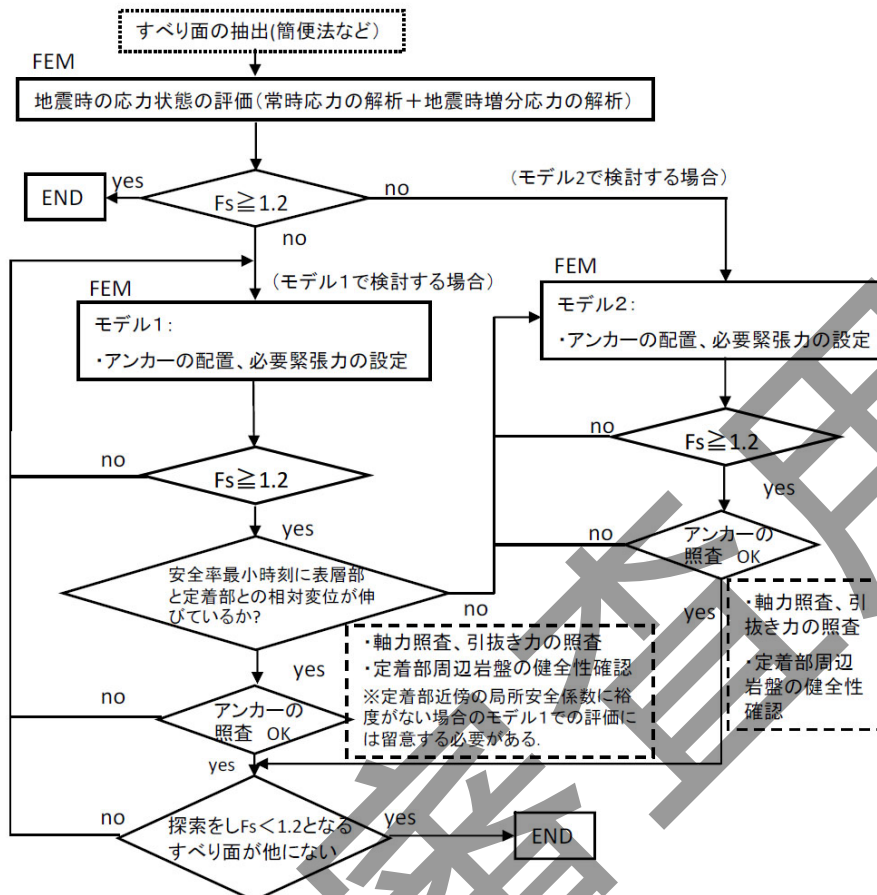 すべり面の抽出(簡便法など)
FEM
地震時の応力状態の評価(常時応力の解析+地震時増分応力の解析)
END
yes
Fs≧1.2
no
(モデル2で検討する場合)
no
(モデル1で検討する場合)
FEM
モデル1:
・アンカーの配置、必要緊張力の設定
FEM
モデル2:
・アンカーの配置、必要緊張力の設定
no
Fs≧1.2
yes
no
Fs≧1.2
yes
no
アンカーの
照査 OK
yes
・軸力照査、引
抜き力の照査
・定着部周辺
岩盤の健全性
確認
安全率最小時刻に表層部
と定着部との相対変位が伸
びているか?
no
yes
・軸力照査、引抜き力の照査
・定着部周辺岩盤の健全性確認
※定着部近傍の局所安全係数に裕
度がない場合のモデル1での評価に
は留意する必要がある.
no
アンカーの
照査 OK
yes
no
探索をしFs<1.2となる
すべり面が他にない
yes
END
審査用